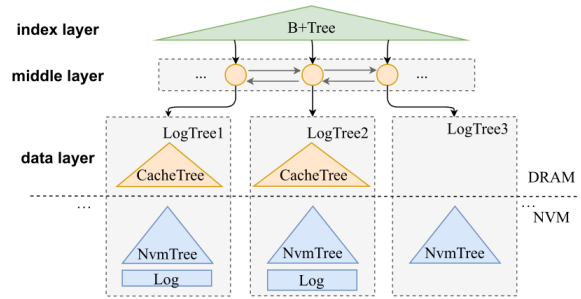 index layer
B+Tree
middle layer
...
...
LogTree1
LogTree2
LogTree3
data layer
CacheTree
CacheTree
DRAM
...
...
NVM
NvmTree
NvmTree
NvmTree
Log
Log